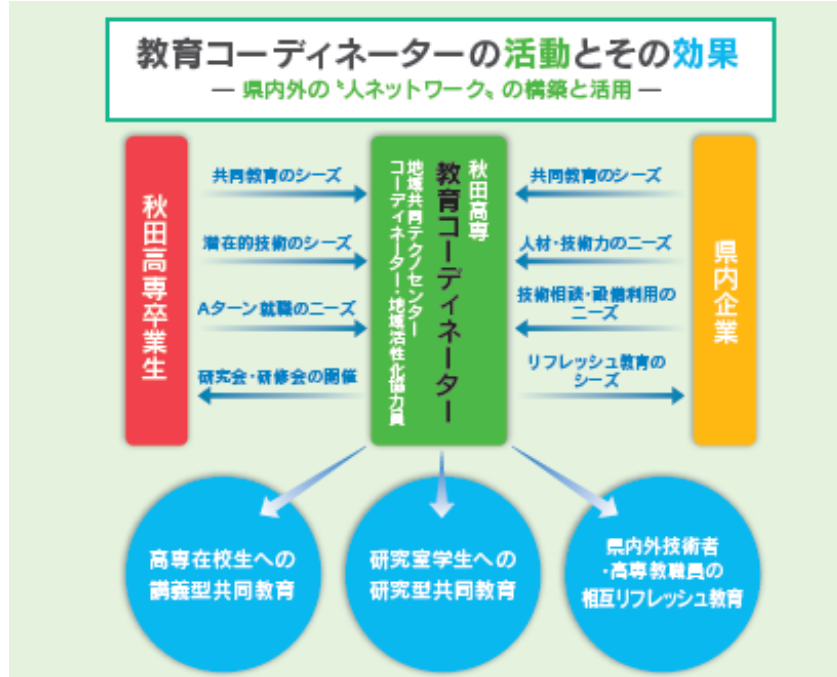 教育コーディネーターの活動とその効果
― 県内外の〝人ネットワーク〟の構築と活用 ―
秋田高専卒業生
共同教育のシーズ
潜在的技術のシーズ
Aターン就職のニーズ
研究会・研修会の開催
秋田高専
教育コーディネーター
地域共同テクノセンター
コーディネーター・地域活性化協力員
共同教育のシーズ
人材・技術力のニーズ
技術相談・設備利用の
ニーズ
リフレッシュ教育の
シーズ
県内企業
高専在校生への
講義型共同教育
研究室学生への
研究型共同教育
県内外技術者
・高専教職員の
相互リフレッシュ教育